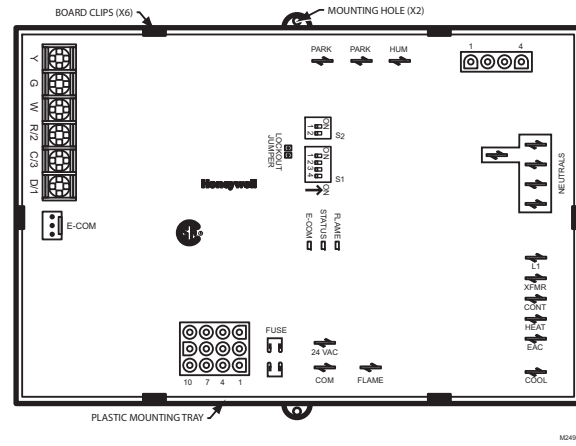 BOARD CLIPS (X6)
MOUNTING HOLE (X2)
PARK PARK HUM
1 4
Y
G
W
R/2
C/3
D/1
E-COM
LOCKOUT
JUMPER
ON
1 2
S2
ON
1 2 3 4
S1
ON
Honeywell
E-COM
STATUS
FLAME
NEUTRALS
L1
XFMR
CONT
HEAT
EAC
COOL
FUSE
24 VAC
COM
FLAME
10 7 4 1
PLASTIC MOUNTING TRAY